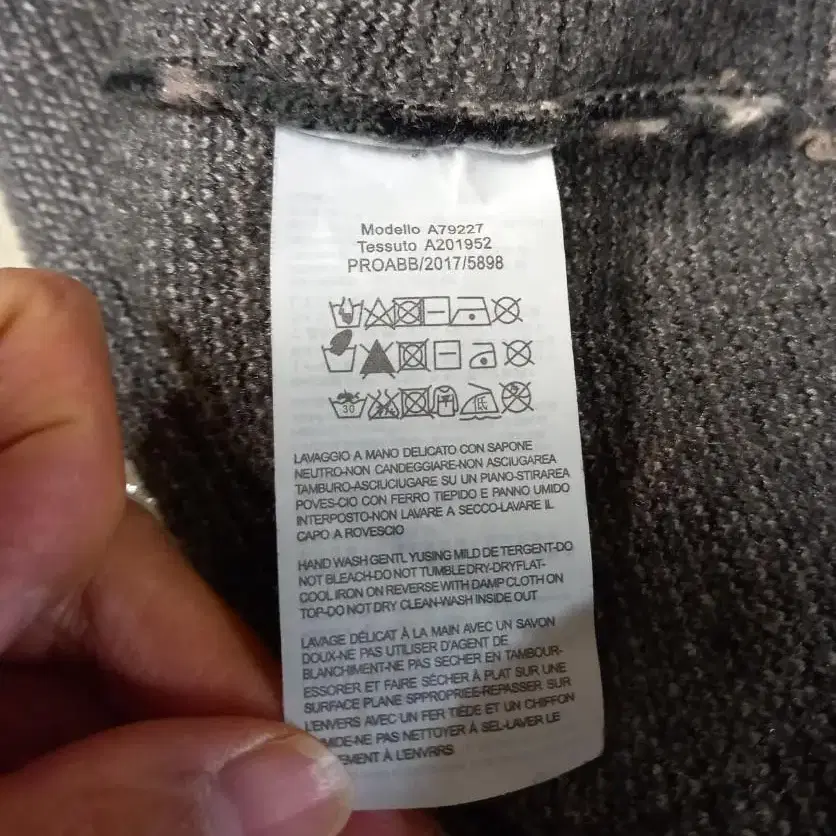 Modello A79227
Tessuto A201952
PROABB/2017/5898
30
LAVAGGIO A MANO DELICATO CON SAPONE
NEUTRO-NON CANDEGGIARE-NON ASCIUGAREA
TAMBURO-ASCIUCIUGARE SU UN PIANO-STIRAREA
POVES-CIO CON FERRO TIEPIDO E PANNO UMIDO
INTERPOSTO-NON LAVARE A SECCO-LAVARE IL
CAPO A ROVESCIO
HAND WASH GENTL YUSING MILD DE TERGENT-DO
NOT BLEACH-DO NOT TUMBLE DRY-DRYFLAT-
COOL IRON ON REVERSE WITH DAMP CLOTH ON
TOP-DO NOT DRY CLEAN-WASH INSIDE OUT
LAVAGE DÉLICAT À LA MAIN AVEC UN SAVON
DOUX-NE PAS UTILISER D'AGENT DE
BLANCHIMENT-NE PAS SECHER EN TAMBOUR-
ESSORER ET FAIRE SÉCHER À PLAT SUR UNE
SURFACE PLANE SPPROPRIEE-REPASSER SUR
L'ENVERS AVEC UN FER TIÈDE ET UN CHIFFON
MIDE-NE PAS NETTOYER À SEL-LAVER LE
EMENT À L'ENVRRS